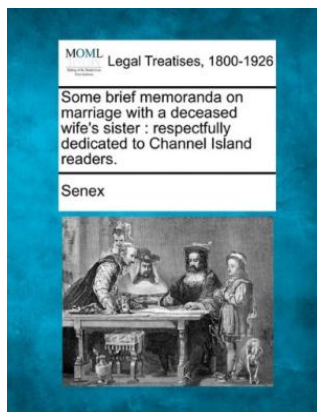 MOML Legal Treatises, 1800-1926
Some brief memoranda on
marriage with a deceased
wife's sister : respectfully
dedicated to Channel Island
readers.
Senex